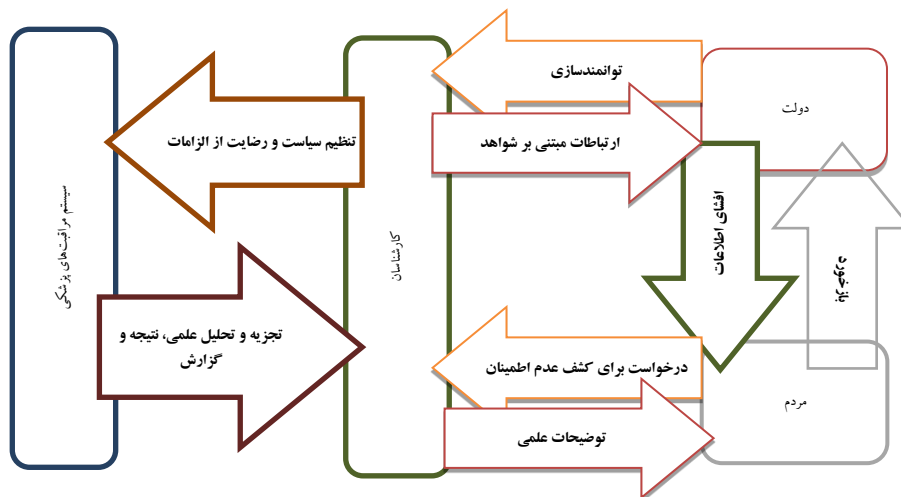 توانمندسازی
دولت
ارتباطات مبتنی بر شواهد
تنظیم سیاست و رضایت از الزامات
سیستم مراقبت‌های پزشکی
کارشناسان
افشای اطلاعات
بازخورد
تجزیه و تحلیل علمی، نتیجه و
گزارش
درخواست برای کشف عدم اطمینان
مردم
توضیحات علمی